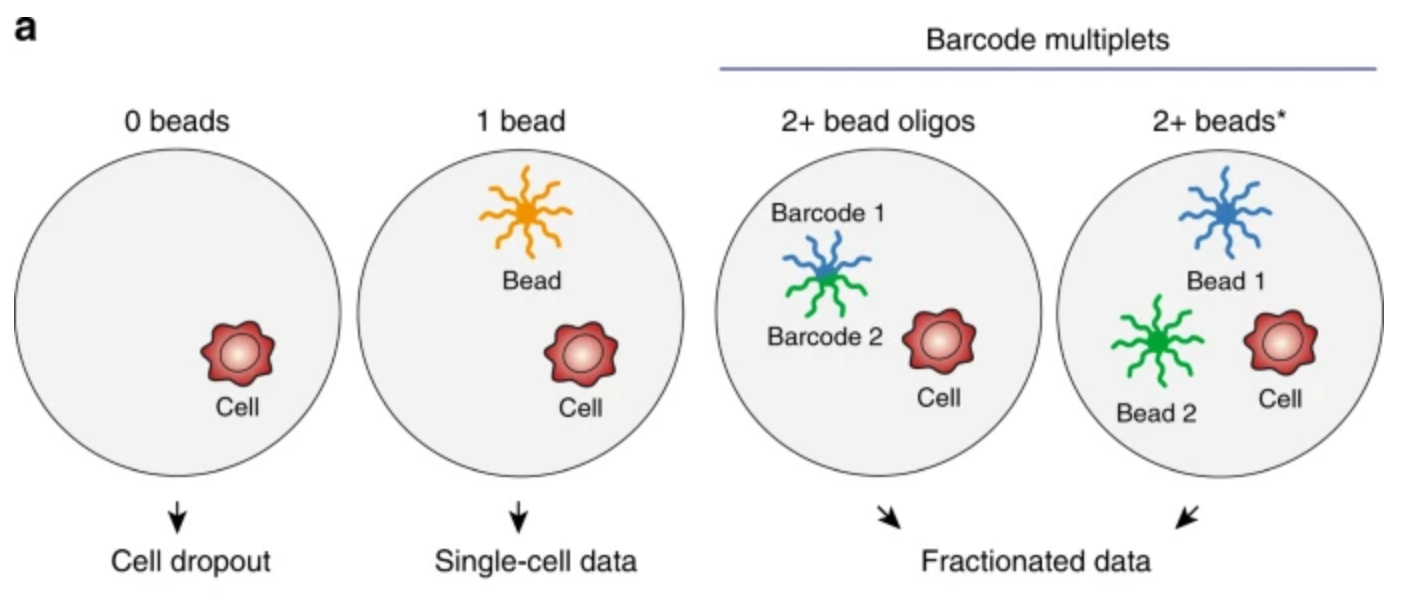 a
Barcode multiplets
0 beads
1 bead
2+ bead oligos
2+ beads*
Barcode 1
Bead
Bead 1
Barcode 2
Cell
Cell
Cell
Bead 2
Cell
Cell dropout
Single-cell data
Fractionated data